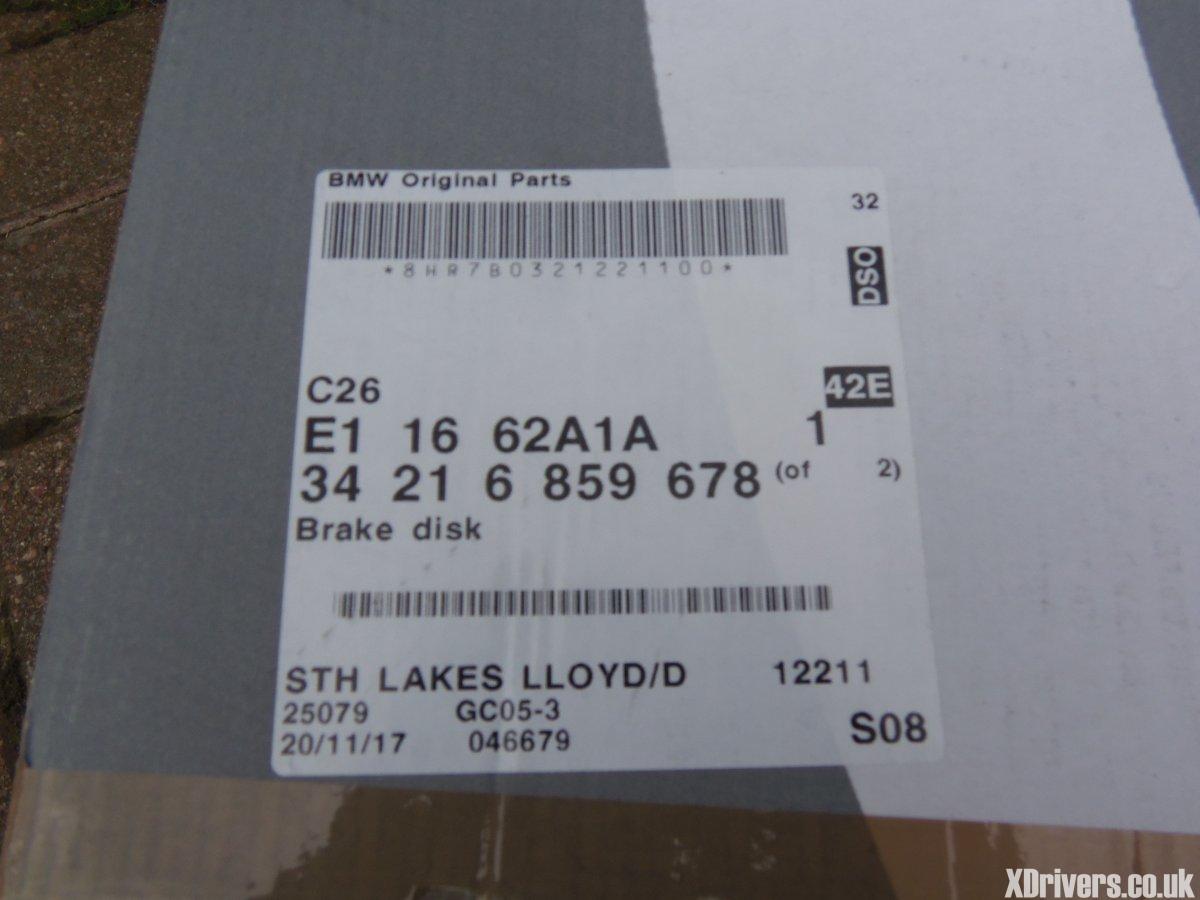 BMW Original Parts
32
*8HR7B0321221100*
DSO
C26
42E
E1 16 62A1A 1
34 21 6 859 678 (of 2)
Brake disk
STH LAKES LLOYD/D 12211
25079 GC05-3
20/11/17 046679 S08
XDrivers.co.uk